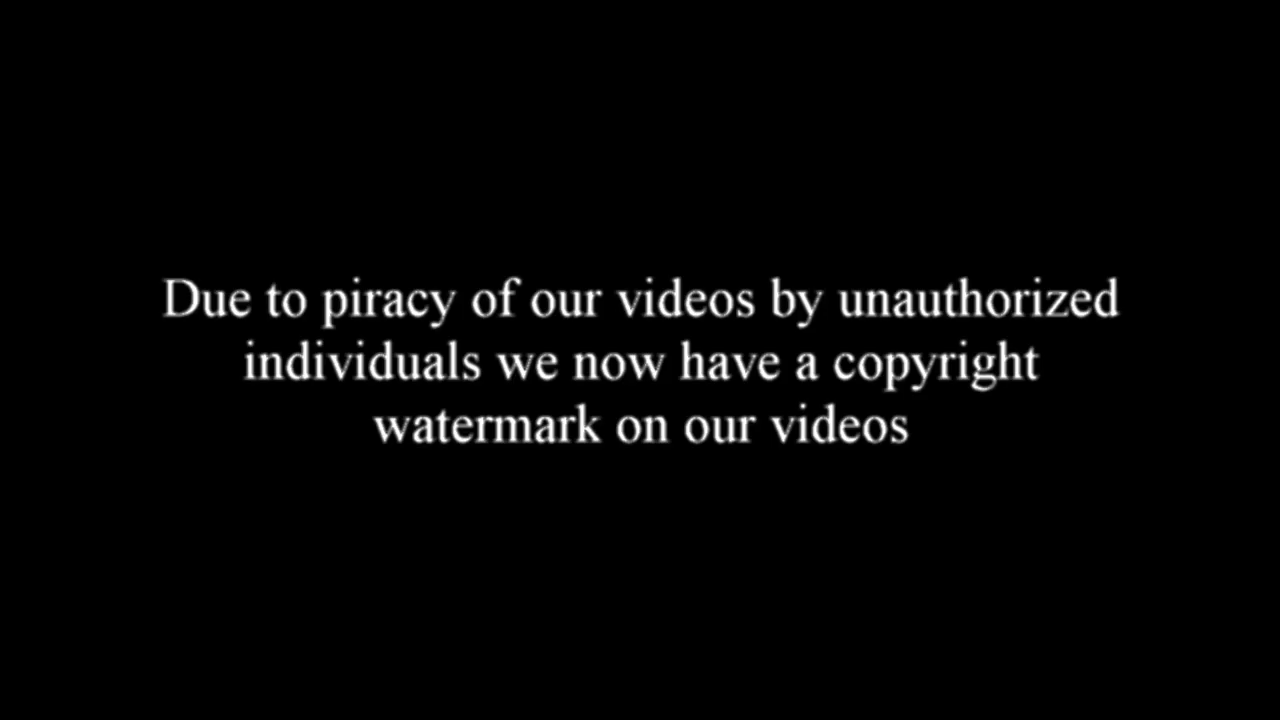 Due to piracy of our videos by unauthorized
individuals we now have a copyright
watermark on our videos